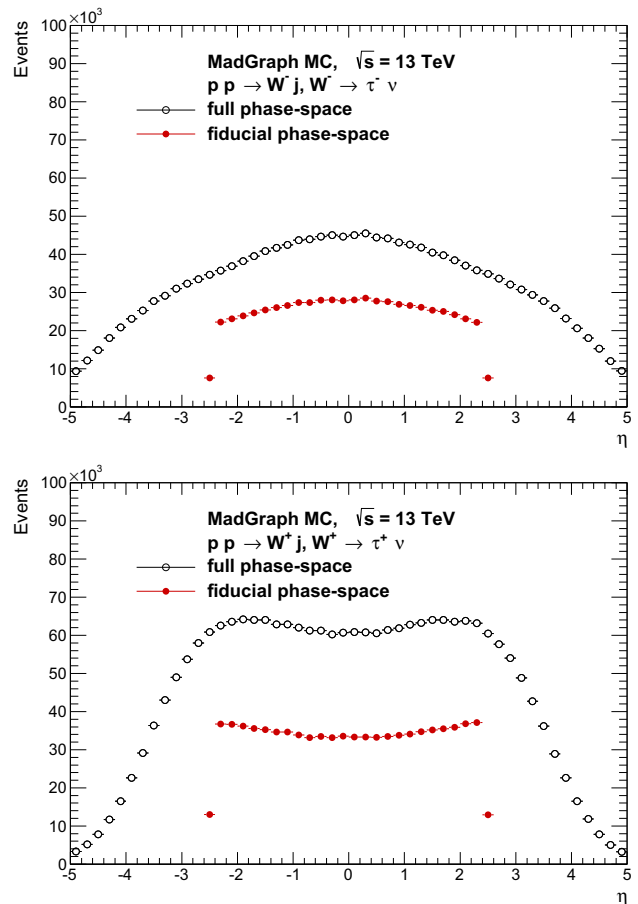 ×10³
Events
100
90
80
70
60
50
40
30
20
10
0
MadGraph MC, √s = 13 TeV
p p → W⁻ j, W⁻ → τ⁻ ν
full phase-space
fiducial phase-space
-5 -4 -3 -2 -1 0 1 2 3 4 5
η
×10³
Events
100
90
80
70
60
50
40
30
20
10
0
MadGraph MC, √s = 13 TeV
p p → W⁺ j, W⁺ → τ⁺ ν
full phase-space
fiducial phase-space
-5 -4 -3 -2 -1 0 1 2 3 4 5
η